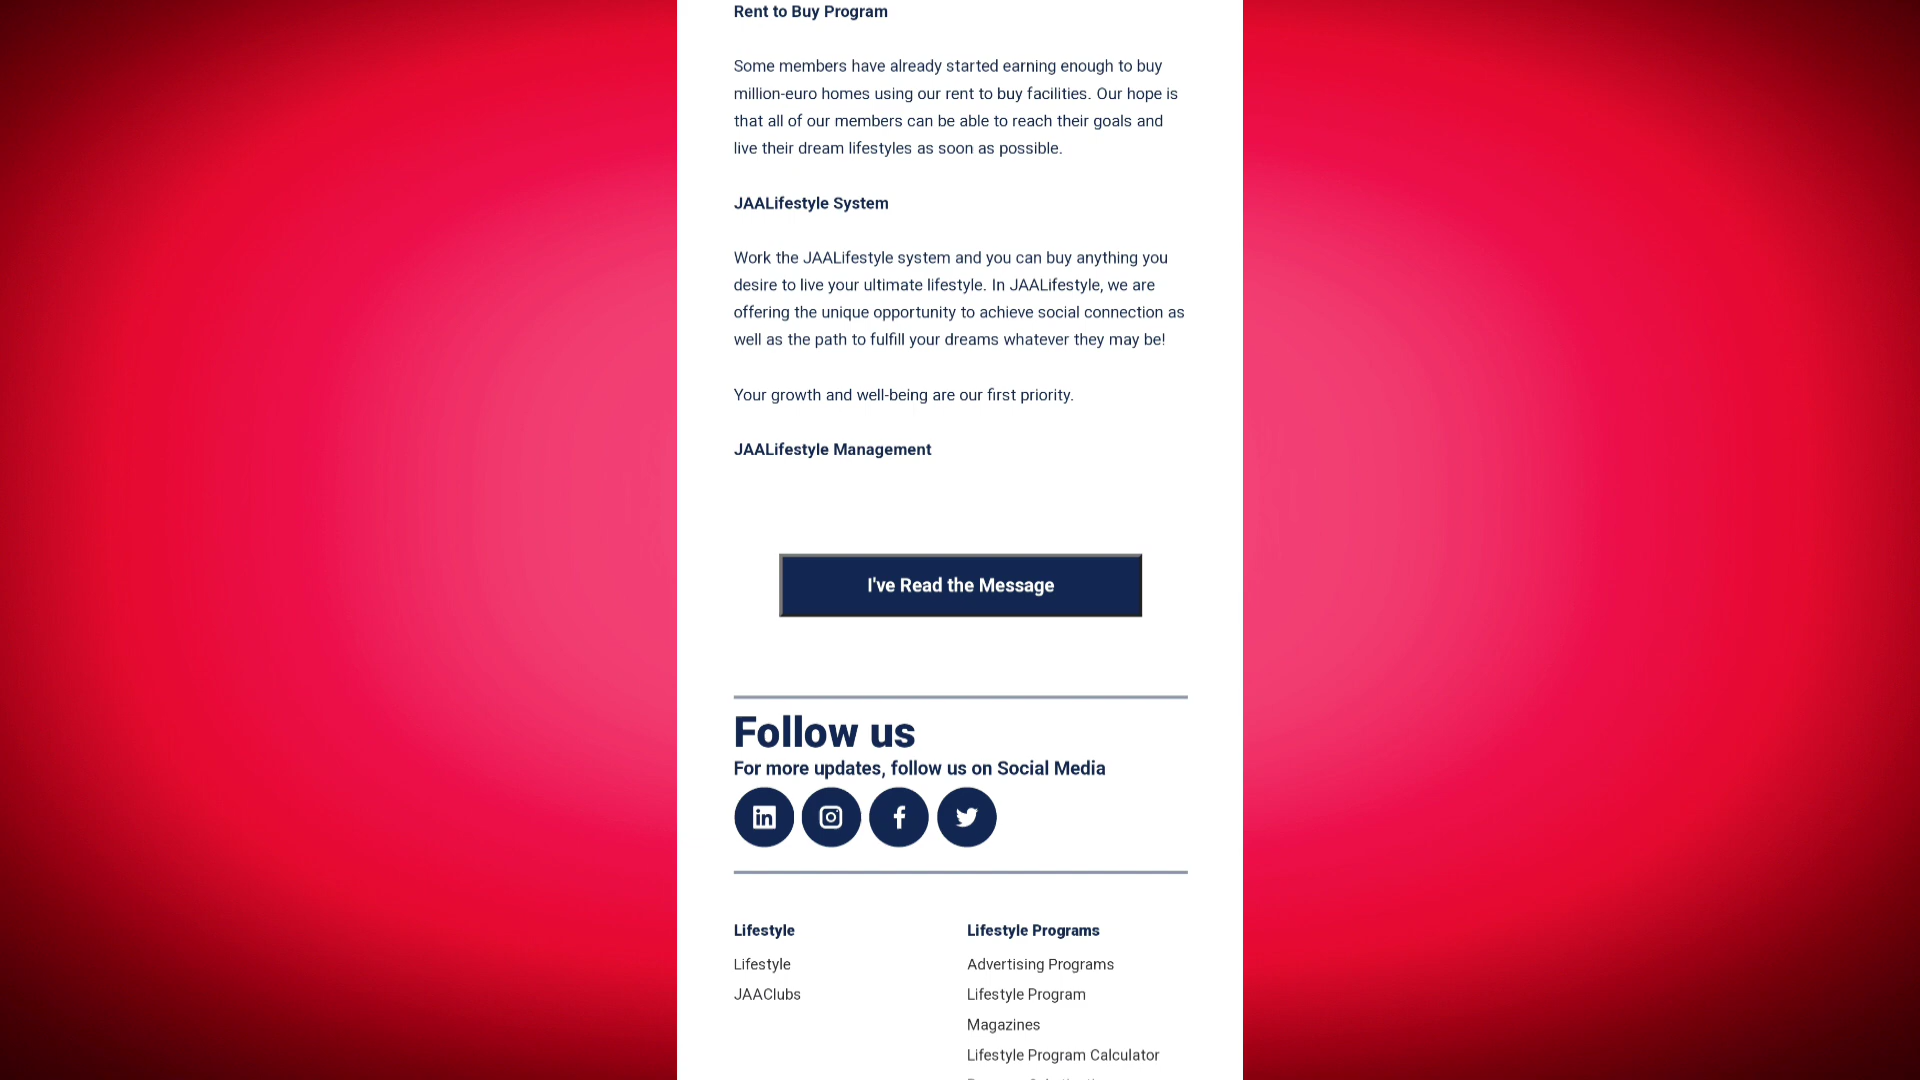 Rent to Buy Program
Some members have already started earning enough to buy
million-euro homes using our rent to buy facilities. Our hope is
that all of our members can be able to reach their goals and
live their dream lifestyles as soon as possible.
JAALifestyle System
Work the JAALifestyle system and you can buy anything you
desire to live your ultimate lifestyle. In JAALifestyle, we are
offering the unique opportunity to achieve social connection as
well as the path to fulfill your dreams whatever they may be!
Your growth and well-being are our first priority.
JAALifestyle Management
I've Read the Message
Follow us
For more updates, follow us on Social Media
Lifestyle
Lifestyle
JAAClubs
Lifestyle Programs
Advertising Programs
Lifestyle Program
Magazines
Lifestyle Program Calculator